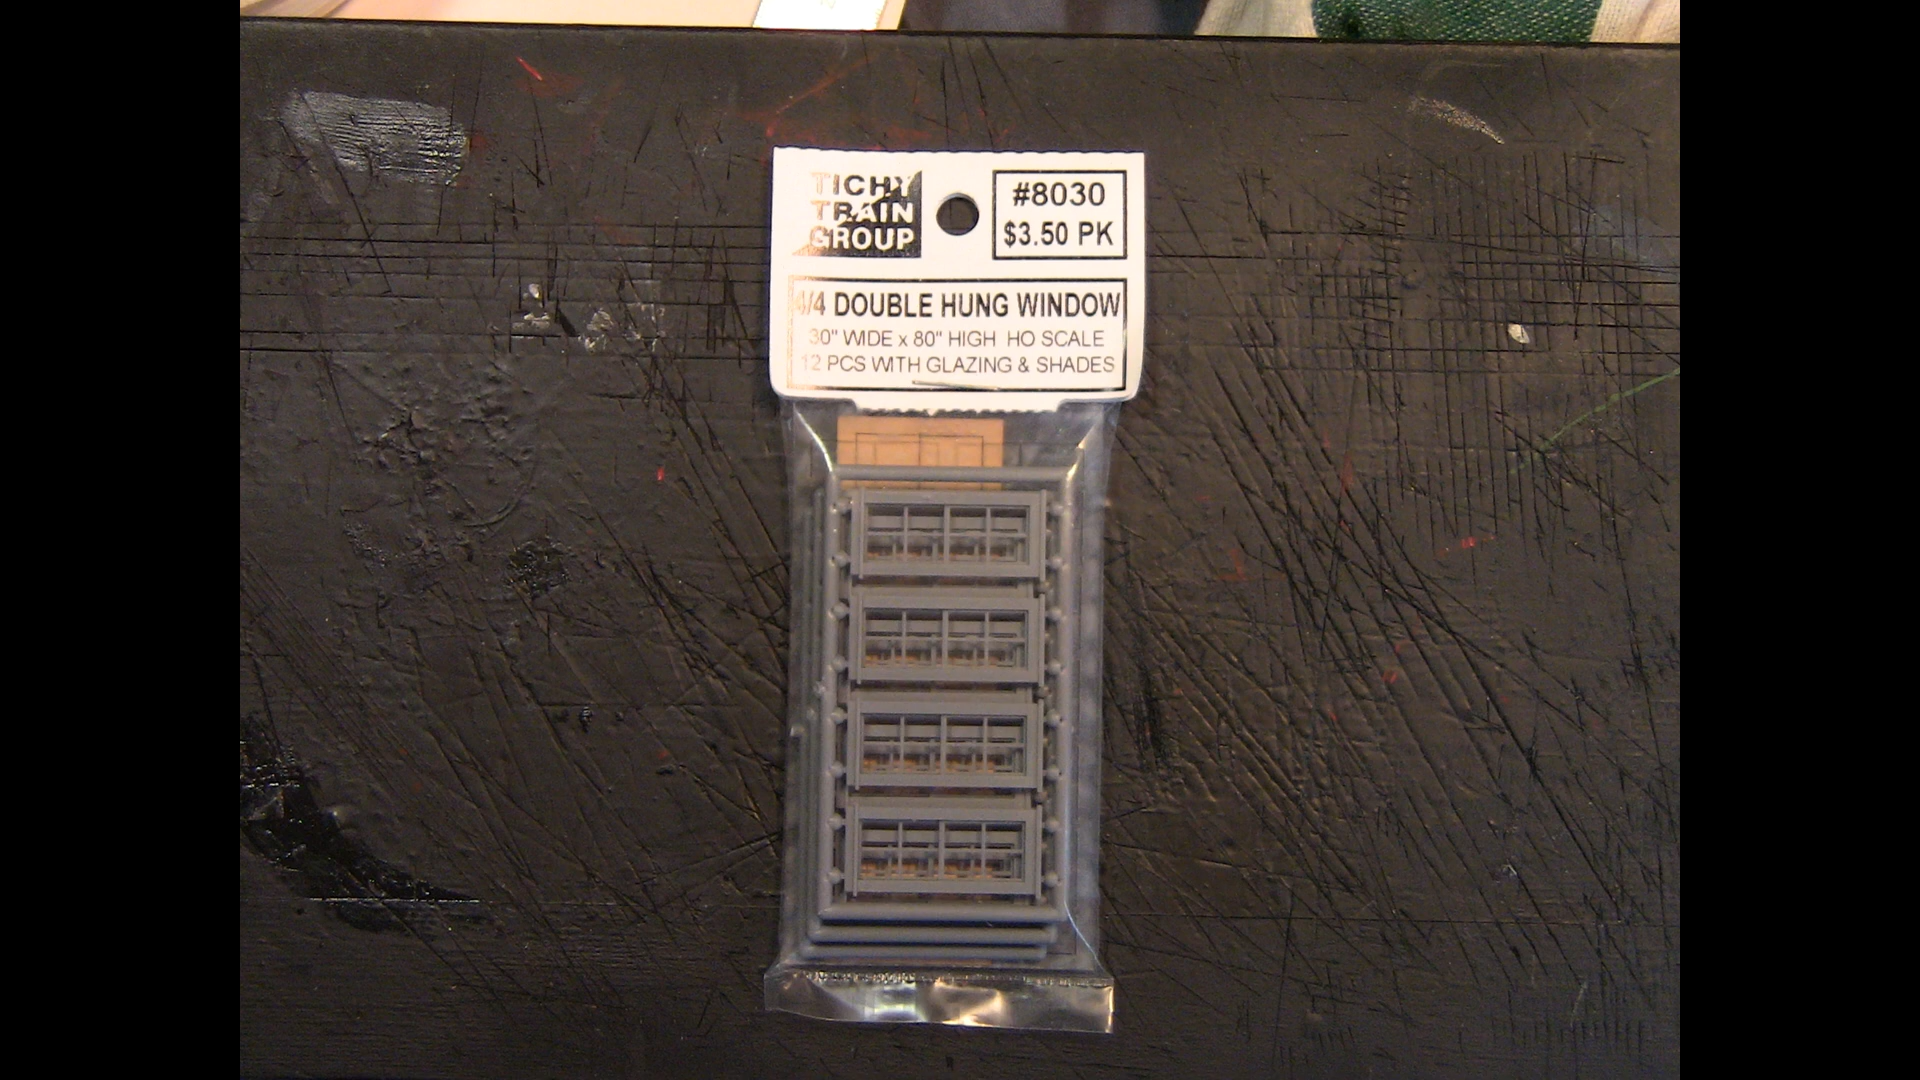 TICHY
TRAIN
GROUP
#8030
$3.50 PK
4/4 DOUBLE HUNG WINDOW
30" WIDE x 80" HIGH HO SCALE
12 PCS WITH GLAZING & SHADES